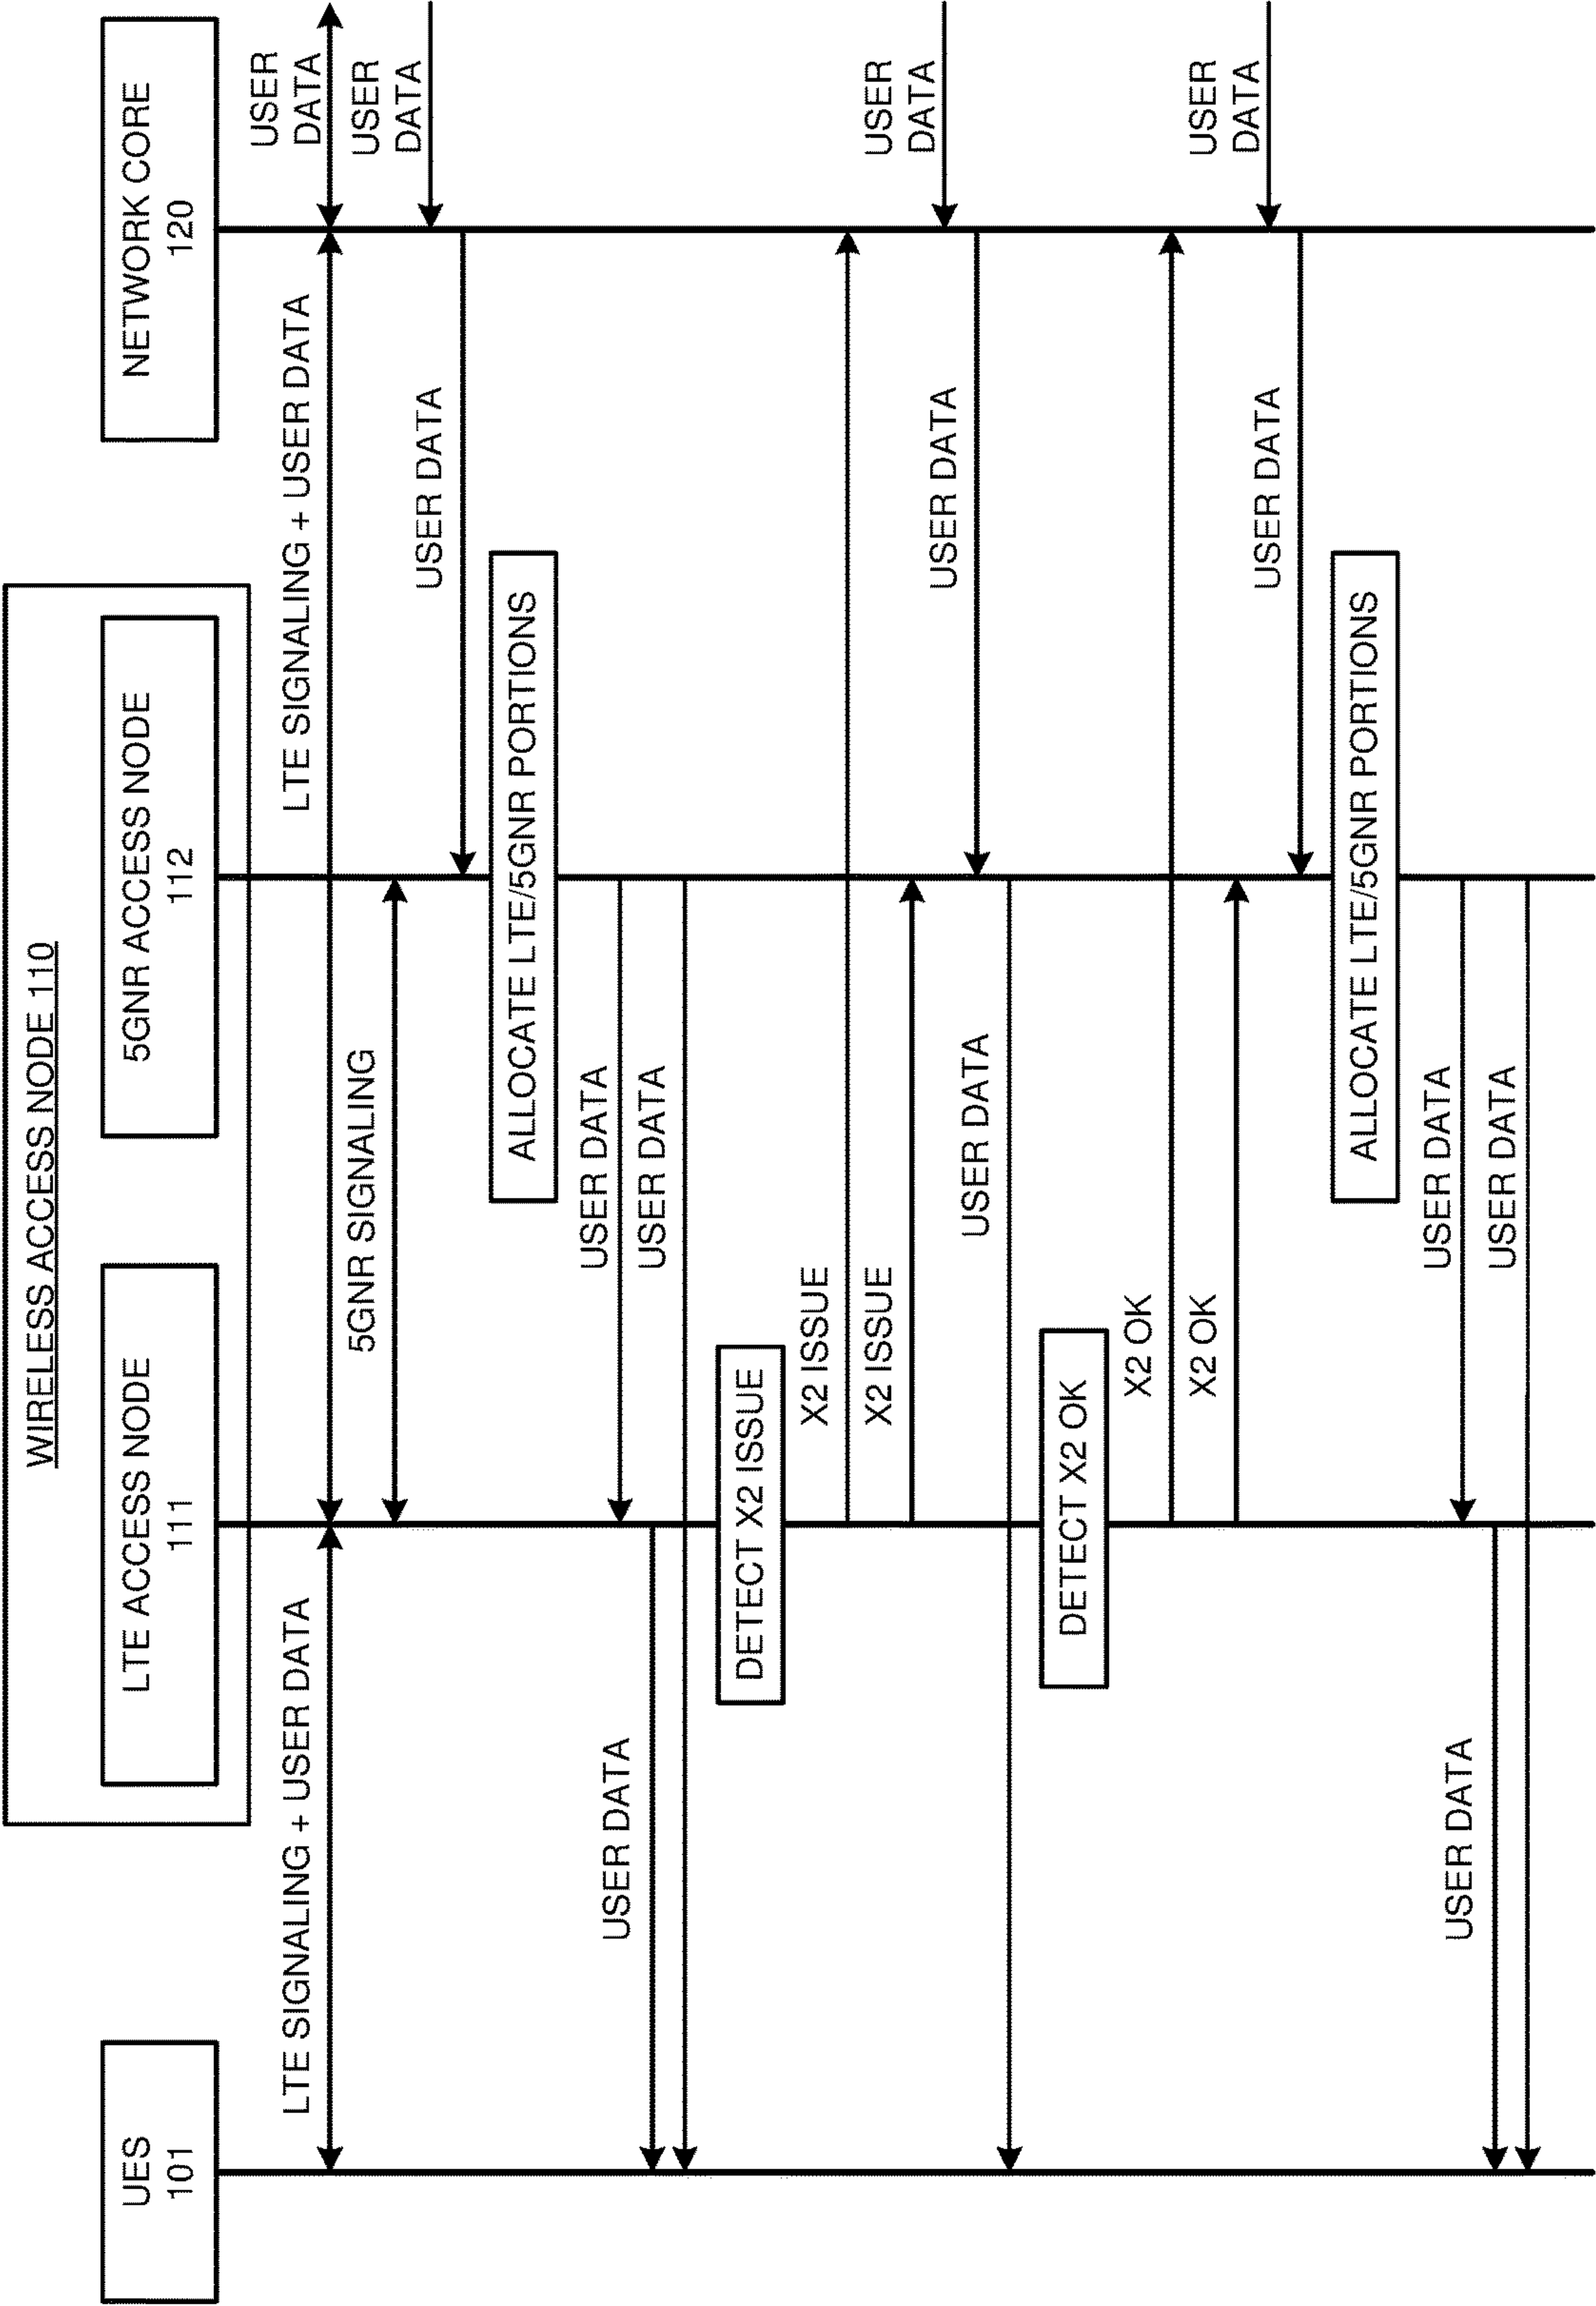 WIRELESS ACCESS NODE 110
UES
101
LTE ACCESS NODE
111
5GNR ACCESS NODE
112
NETWORK CORE
120
USER
DATA
LTE SIGNALING + USER DATA
LTE SIGNALING + USER DATA
5GNR SIGNALING
USER
DATA
USER DATA
ALLOCATE LTE/5GNR PORTIONS
USER DATA
USER DATA
USER DATA
DETECT X2 ISSUE
X2 ISSUE
X2 ISSUE
USER
DATA
USER DATA
USER DATA
DETECT X2 OK
X2 OK
X2 OK
USER
DATA
USER DATA
ALLOCATE LTE/5GNR PORTIONS
USER DATA
USER DATA
USER DATA